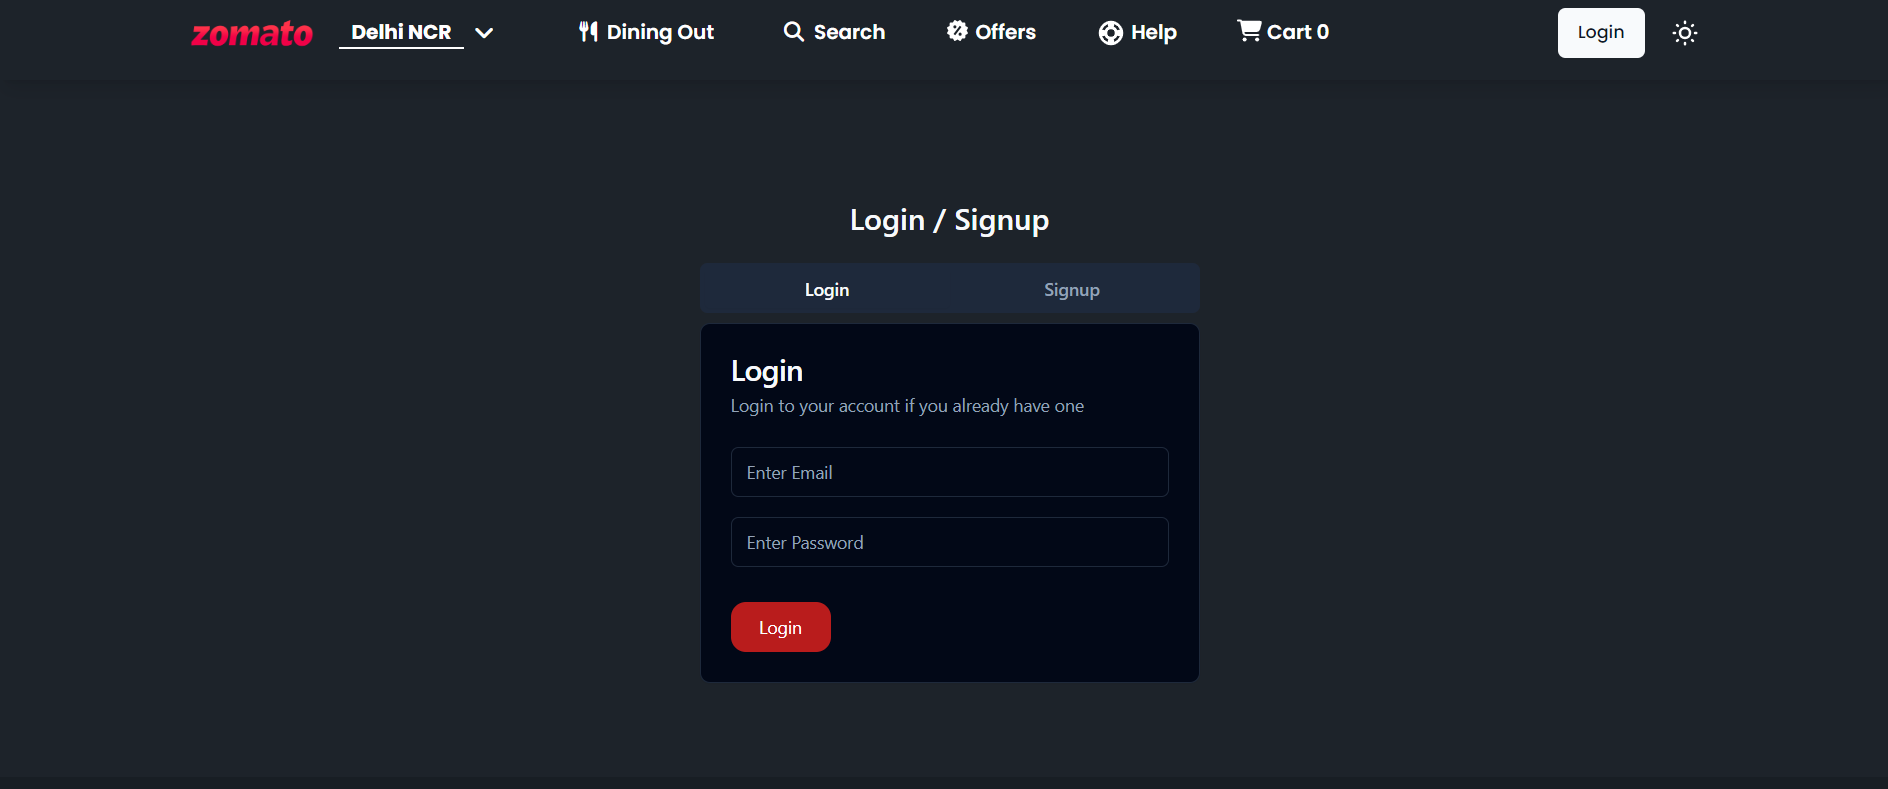 zomato Delhi NCR Dining Out Search Offers Help Cart 0 Login
Login / Signup
Login Signup
Login
Login to your account if you already have one
Enter Email
Enter Password
Login